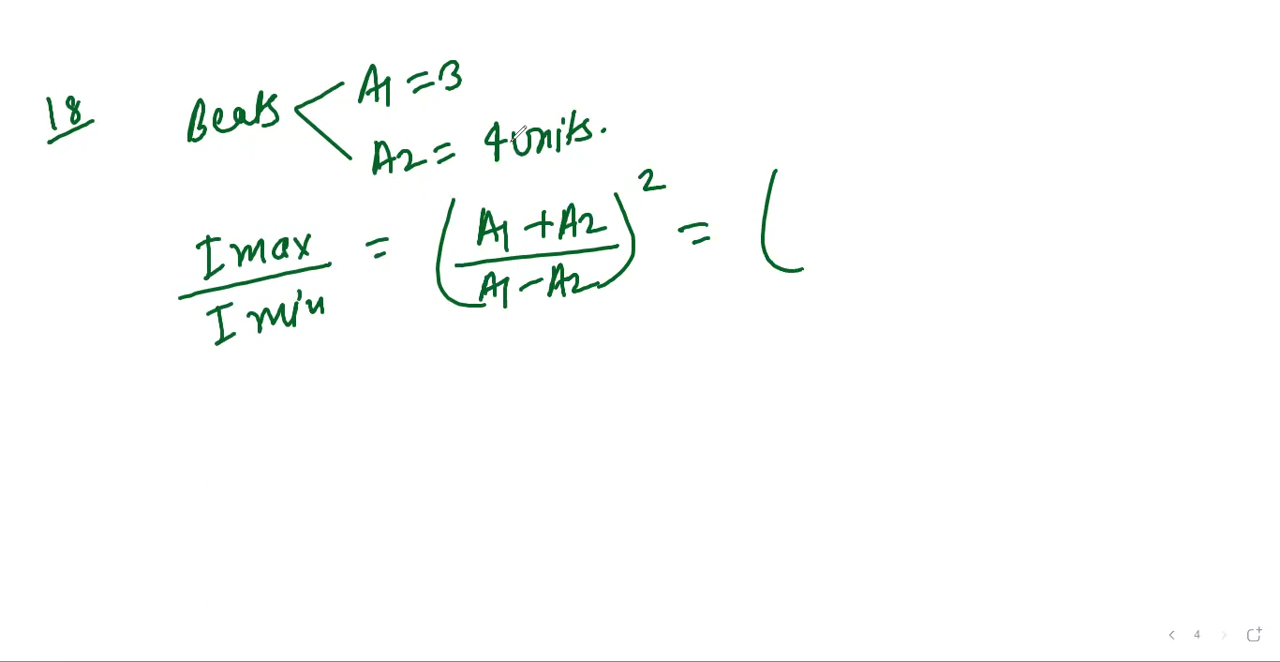 18 Beats < A1 = 3
A2 = 4 units.
Imax / Imin = ( A1 + A2 / A1 - A2 )^2 = (
< 4 >